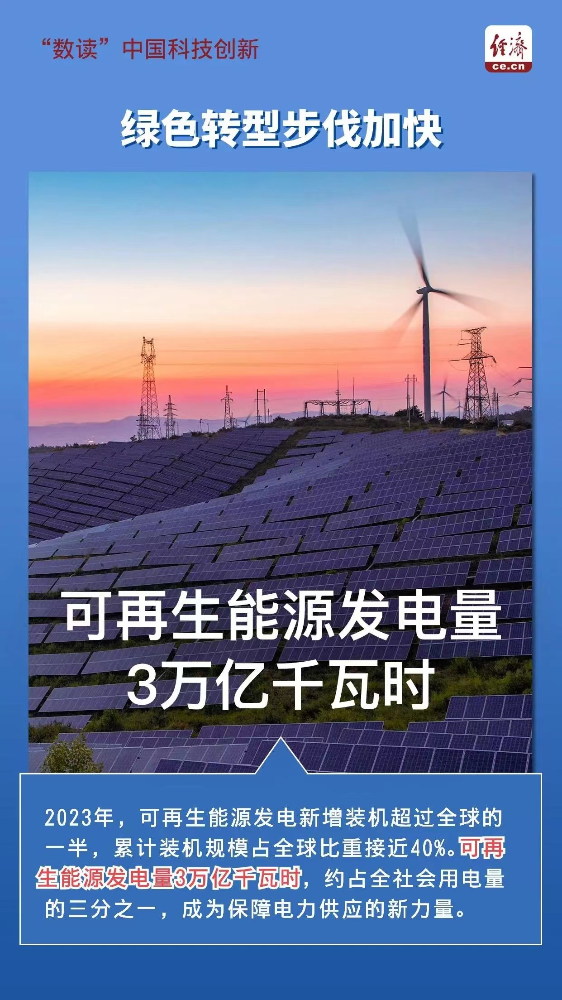 “数读”中国科技创新
经济
ce.cn
绿色转型步伐加快
可再生能源发电量
3万亿千瓦时
2023年，可再生能源发电新增装机超过全球的
一半，累计装机规模占全球比重接近40%。可再
生能源发电量3万亿千瓦时，约占全社会用电量
的三分之一，成为保障电力供应的新力量。